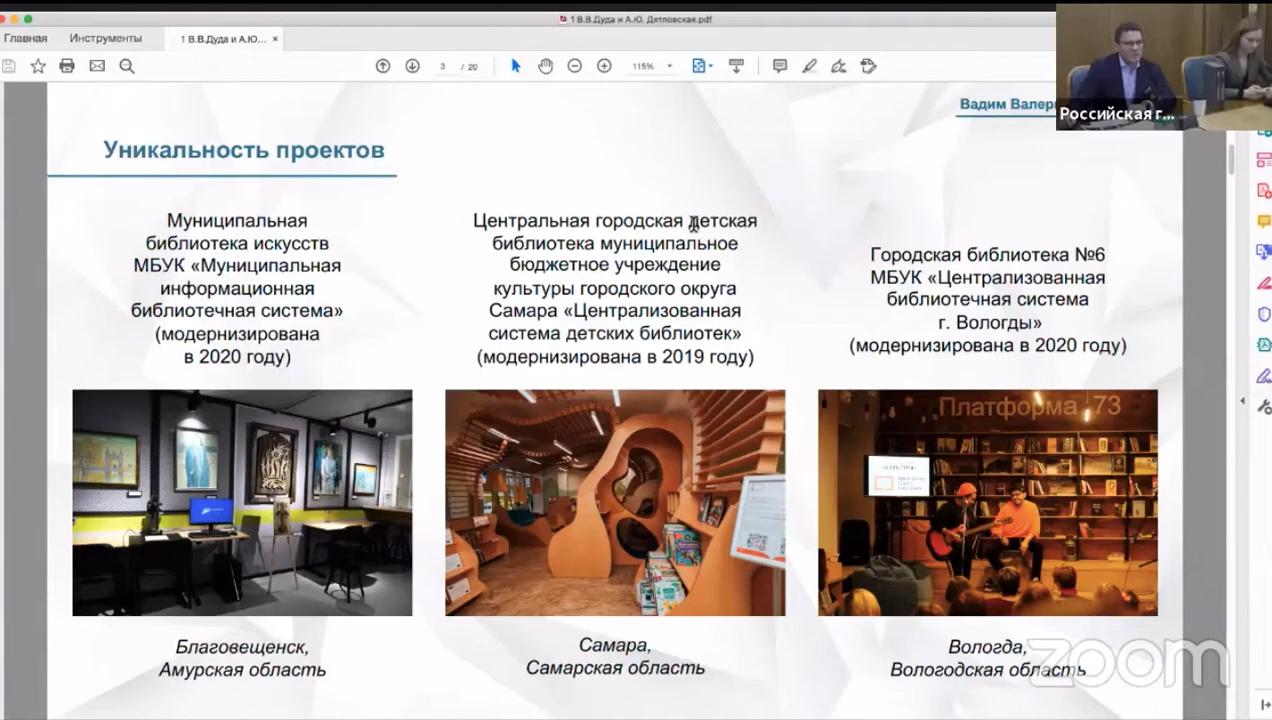 1 В.В.Дуда и А.Ю. Дятловская.pdf
Главная
Инструменты
1 В.В.Дуда и А.Ю... ×
3 / 20
115%
Вадим Валер
Российская г...
Уникальность проектов
Муниципальная
библиотека искусств
МБУК «Муниципальная
информационная
библиотечная система»
(модернизирована
в 2020 году)
Центральная городская детская
библиотека муниципальное
бюджетное учреждение
культуры городского округа
Самара «Централизованная
система детских библиотек»
(модернизирована в 2019 году)
Городская библиотека №6
МБУК «Централизованная
библиотечная система
г. Вологды»
(модернизирована в 2020 году)
Платформа 73
Благовещенск,
Амурская область
Самара,
Самарская область
Вологда,
Вологодская область
zoom